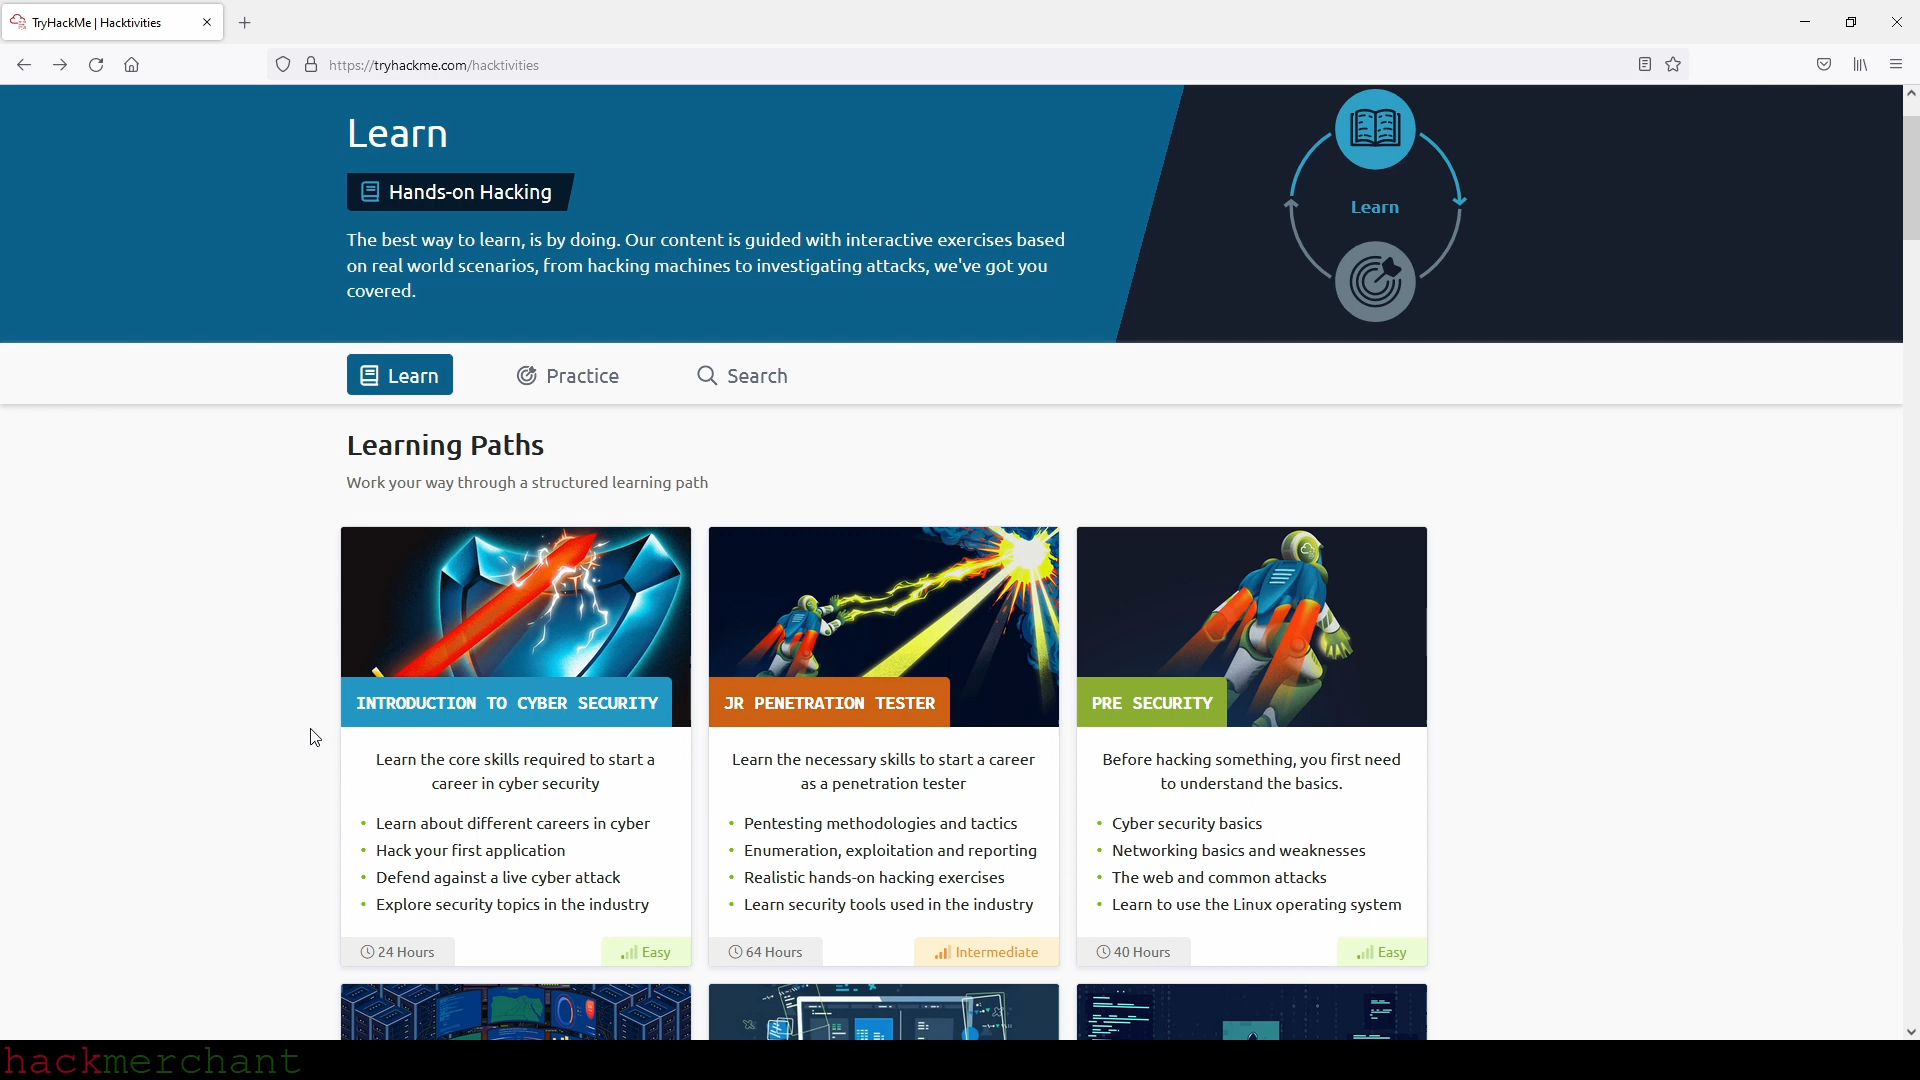 TryHackMe | Hacktivities
https://tryhackme.com/hacktivities
Learn
Hands-on Hacking
The best way to learn, is by doing. Our content is guided with interactive exercises based
on real world scenarios, from hacking machines to investigating attacks, we've got you
covered.
Learn
Learn
Practice
Search
Learning Paths
Work your way through a structured learning path
INTRODUCTION TO CYBER SECURITY
Learn the core skills required to start a
career in cyber security
• Learn about different careers in cyber
• Hack your first application
• Defend against a live cyber attack
• Explore security topics in the industry
24 Hours
Easy
JR PENETRATION TESTER
Learn the necessary skills to start a career
as a penetration tester
• Pentesting methodologies and tactics
• Enumeration, exploitation and reporting
• Realistic hands-on hacking exercises
• Learn security tools used in the industry
64 Hours
Intermediate
PRE SECURITY
Before hacking something, you first need
to understand the basics.
• Cyber security basics
• Networking basics and weaknesses
• The web and common attacks
• Learn to use the Linux operating system
40 Hours
Easy
hackmerchant